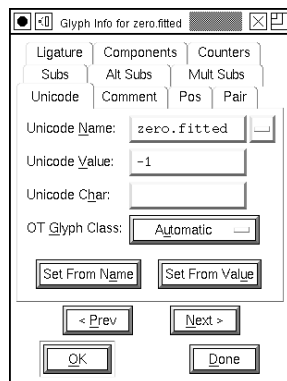 Glyph Info for zero.fitted
Ligature Components Counters
Subs Alt Subs Mult Subs
Unicode Comment Pos Pair
Unicode Name: zero.fitted
Unicode Value: -1
Unicode Char:
OT Glyph Class: Automatic
Set From Name Set From Value
< Prev Next >
OK Done